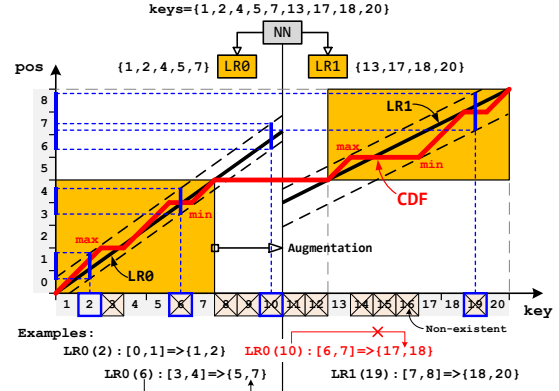 keys={1,2,4,5,7,13,17,18,20}
NN
pos
{1,2,4,5,7} LR0 LR1 {13,17,18,20}
8
7
6
5
4
3
2
1
0
LR1
max
min
CDF
max
min
LR0
Augmentation
1 2 3 4 5 6 7 8 9 10 11 12 13 14 15 16 17 18 19 20
key
Non-existent
Examples:
LR0(2):[0,1]=>{1,2} LR0(10):[6,7]=>{17,18}
LR0(6):[3,4]=>{5,7} LR1(19):[7,8]=>{18,20}